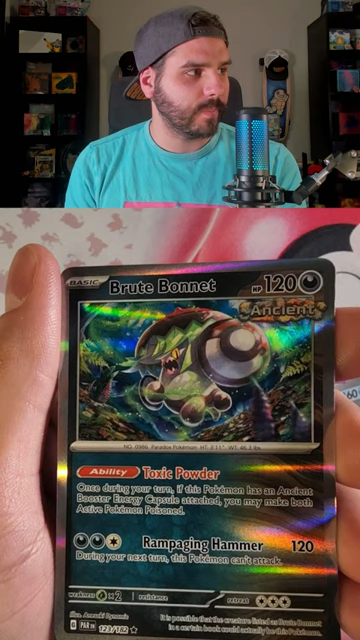 BASIC Brute Bonnet HP 120
Ancient
NO. 0986 Paradox Pokémon HT: 3'11" WT: 46.3 lbs.
Ability Toxic Powder
Once during your turn, if this Pokémon has an Ancient
Booster Energy Capsule attached, you may make both
Active Pokémon Poisoned.
Rampaging Hammer 120
During your next turn, this Pokémon can't attack.
weakness ×2 resistance retreat
G PAR EN 123/182 ★
It is possible that the creature listed as Brute Bonnet
in a certain book could actually be this Pokémon.
60